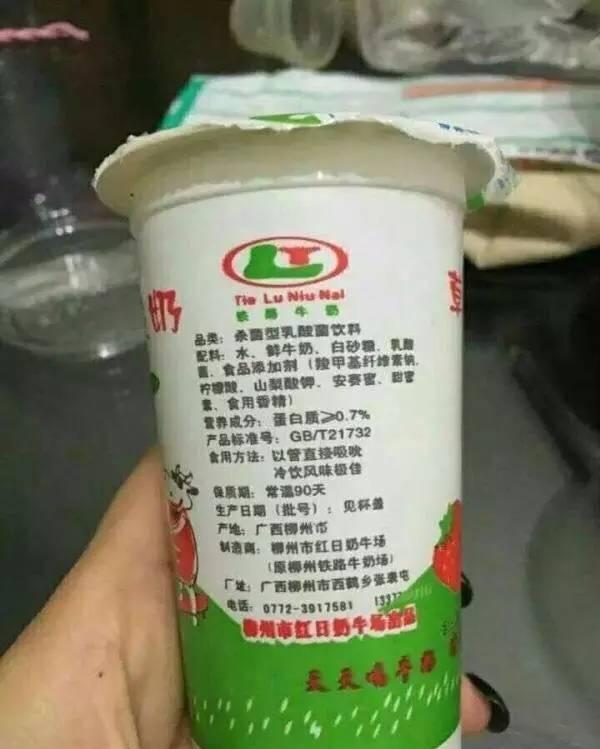 LT
Tie Lu Niu Nai
铁路牛奶
奶
品类：杀菌型乳酸菌饮料
配料：水、鲜牛奶、白砂糖、乳酸
菌、食品添加剂（羧甲基纤维素钠、
柠檬酸、山梨酸钾、安赛蜜、甜蜜
素、食用香精）
营养成分：蛋白质≥0.7%
产品标准号：GB/T21732
食用方法：以管直接吸吮
冷饮风味极佳
保质期：常温90天
生产日期（批号）：见杯盖
产地：广西柳州市
制造商：柳州市红日奶牛场
（原柳州铁路牛奶场）
厂址：广西柳州市西鹅乡张表屯
电话：0772-3917581 1337
柳州市红日奶牛场出品
天天喝牛奶